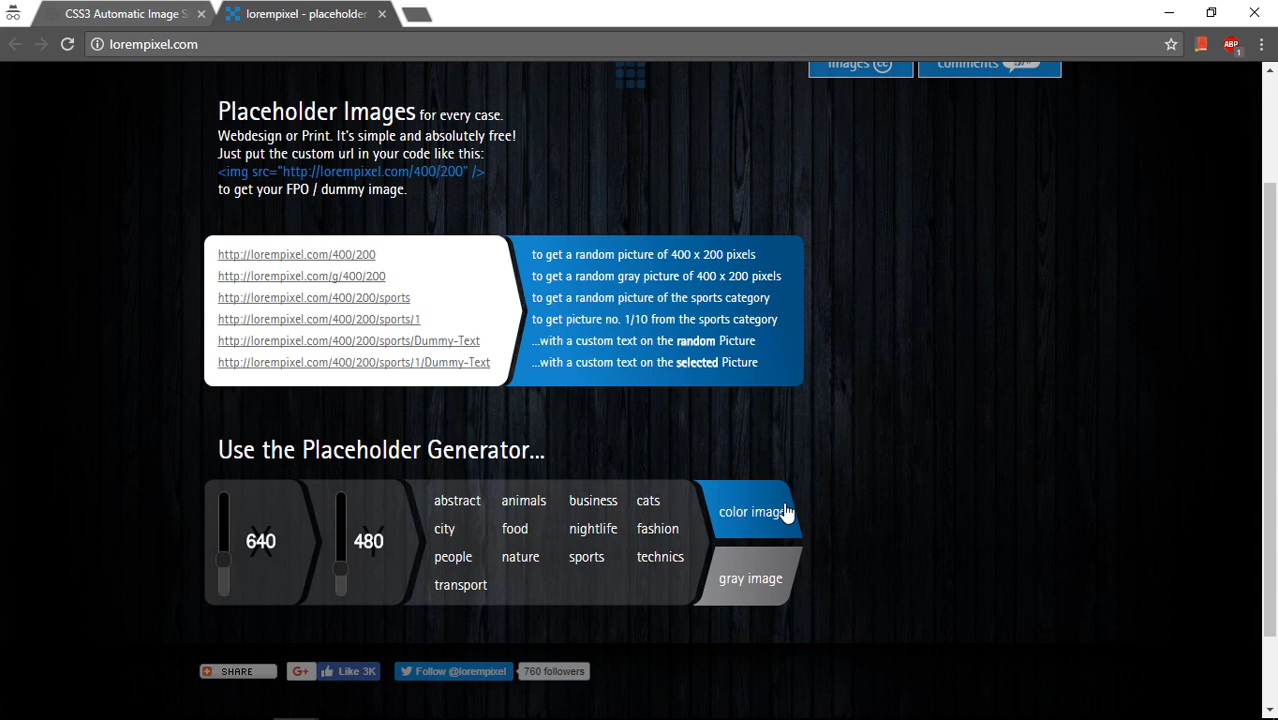 CSS3 Automatic Image S
lorempixel - placeholder
lorempixel.com
ABP
1
images cc
comments
Placeholder Images for every case.
Webdesign or Print. It's simple and absolutely free!
Just put the custom url in your code like this:
<img src="http://lorempixel.com/400/200" />
to get your FPO / dummy image.
http://lorempixel.com/400/200
to get a random picture of 400 x 200 pixels
http://lorempixel.com/g/400/200
to get a random gray picture of 400 x 200 pixels
http://lorempixel.com/400/200/sports
to get a random picture of the sports category
http://lorempixel.com/400/200/sports/1
to get picture no. 1/10 from the sports category
http://lorempixel.com/400/200/sports/Dummy-Text
...with a custom text on the random Picture
http://lorempixel.com/400/200/sports/1/Dummy-Text
...with a custom text on the selected Picture
Use the Placeholder Generator...
X 640
Y 480
abstract animals business cats
city food nightlife fashion
people nature sports technics
transport
color image
gray image
SHARE
G+
Like 3K
Follow @lorempixel
760 followers